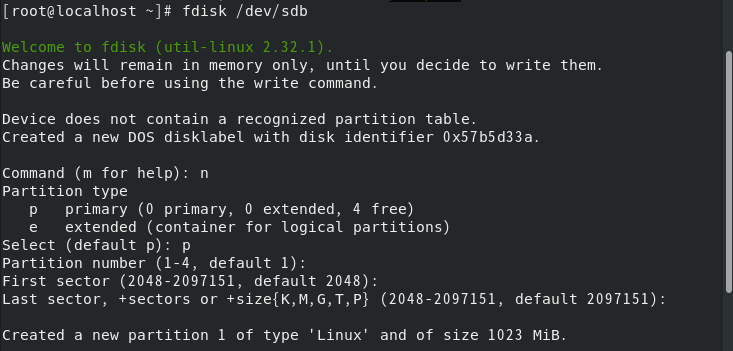 [root@localhost ~]# fdisk /dev/sdb
Welcome to fdisk (util-linux 2.32.1).
Changes will remain in memory only, until you decide to write them.
Be careful before using the write command.
Device does not contain a recognized partition table.
Created a new DOS disklabel with disk identifier 0x57b5d33a.
Command (m for help): n
Partition type
   p   primary (0 primary, 0 extended, 4 free)
   e   extended (container for logical partitions)
Select (default p): p
Partition number (1-4, default 1):
First sector (2048-2097151, default 2048):
Last sector, +sectors or +size{K,M,G,T,P} (2048-2097151, default 2097151):
Created a new partition 1 of type 'Linux' and of size 1023 MiB.